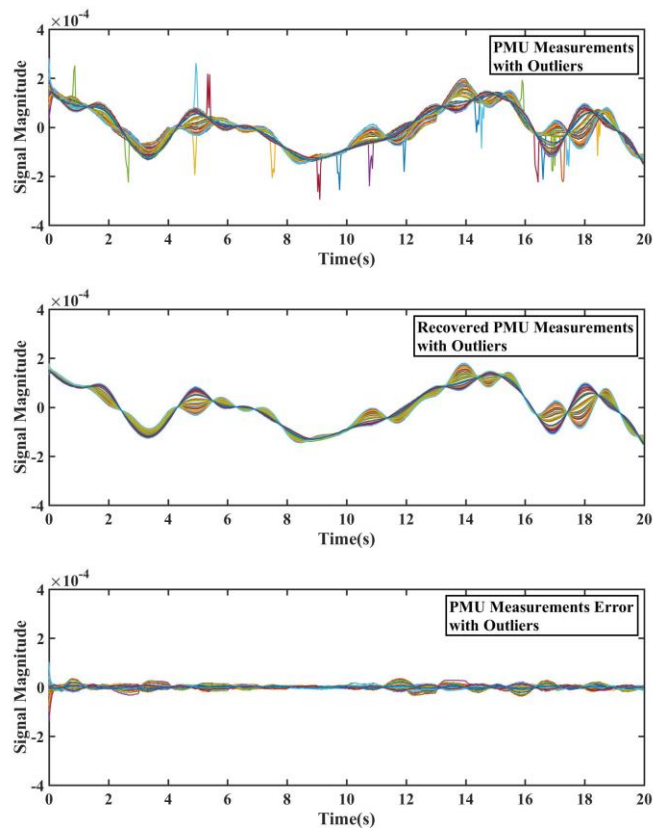 ×10⁻⁴
PMU Measurements
with Outliers
Signal Magnitude
4
2
0
-2
-4
0 2 4 6 8 10 12 14 16 18 20
Time(s)
×10⁻⁴
Recovered PMU Measurements
with Outliers
Signal Magnitude
4
2
0
-2
-4
0 2 4 6 8 10 12 14 16 18 20
Time(s)
×10⁻⁴
PMU Measurements Error
with Outliers
Signal Magnitude
4
2
0
-2
-4
0 2 4 6 8 10 12 14 16 18 20
Time(s)